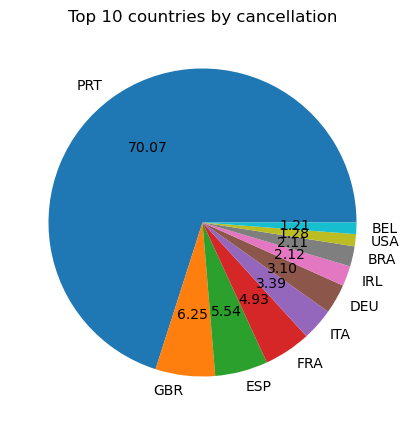 Top 10 countries by cancellation
PRT
70.07
GBR
6.25
ESP
5.54
FRA
4.93
ITA
3.39
DEU
3.10
IRL
2.12
BRA
2.11
USA
1.28
BEL
1.21